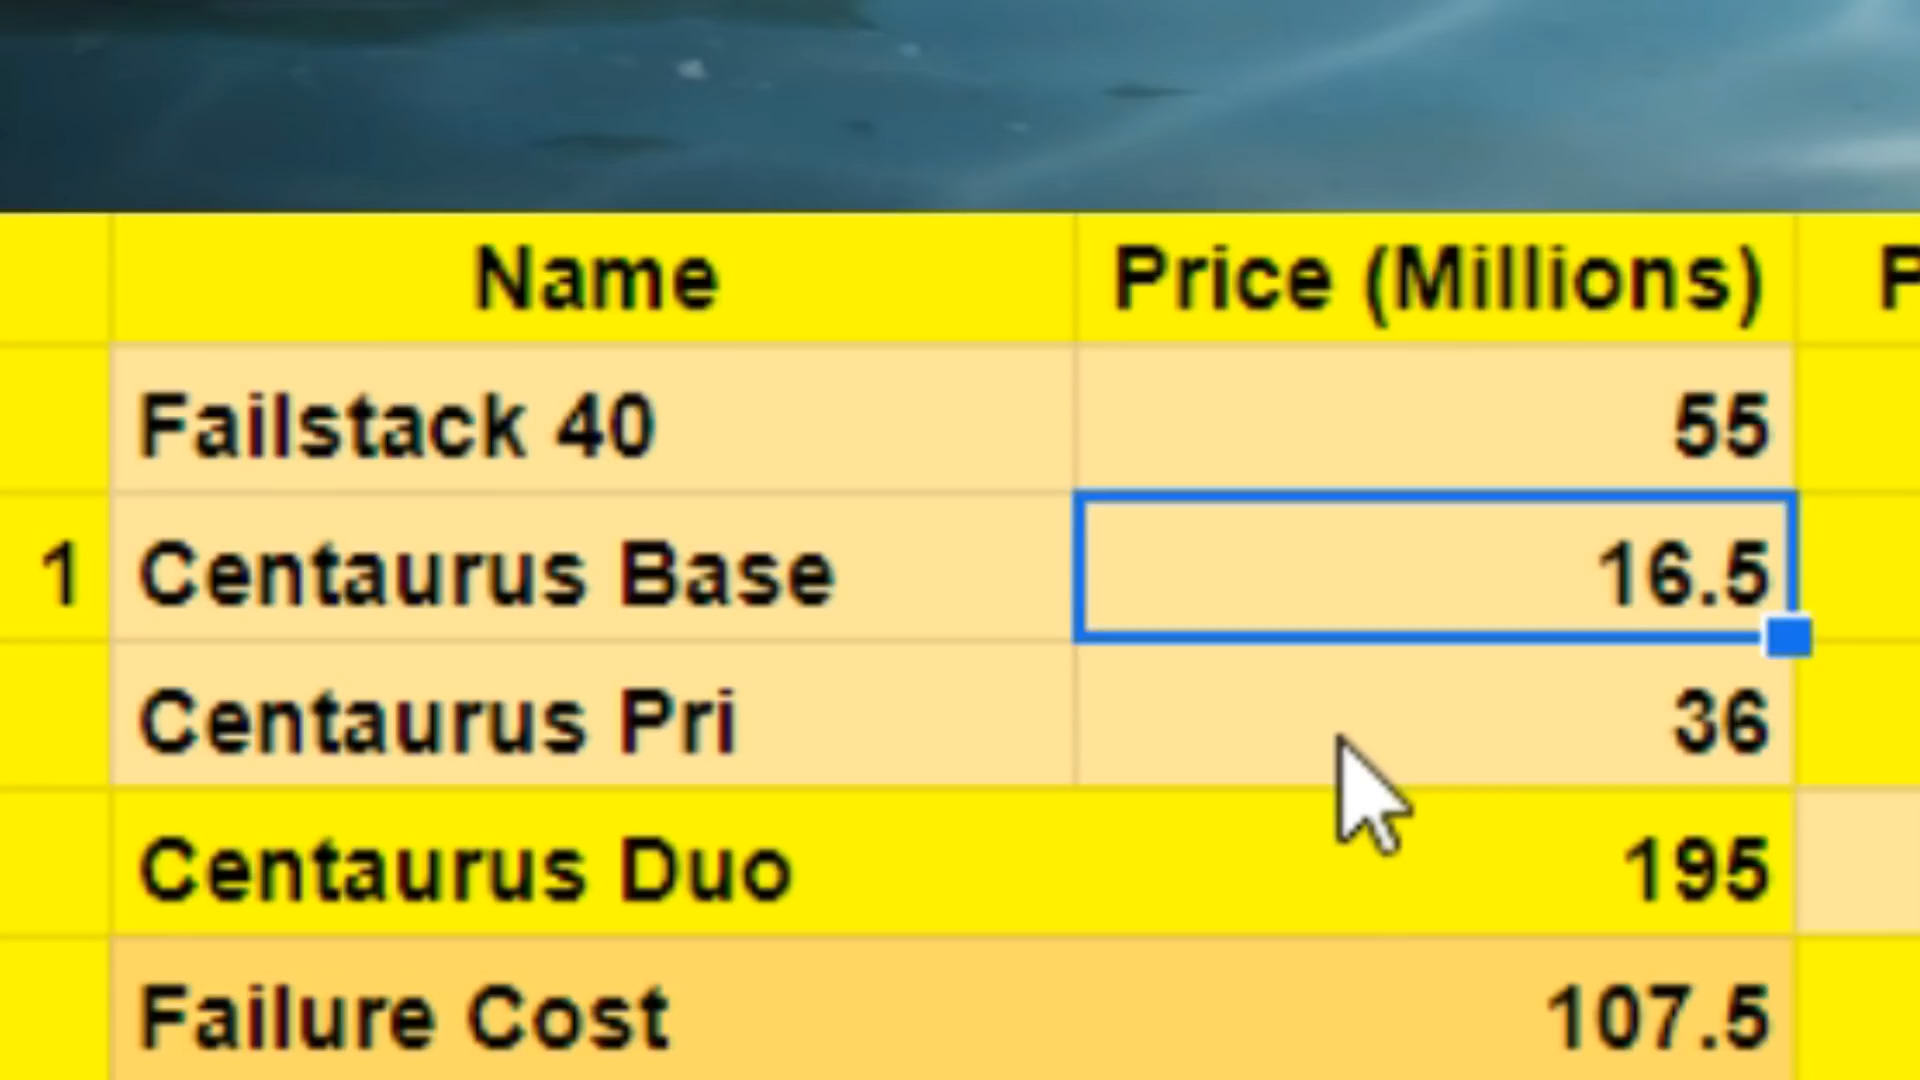 Name Price (Millions) P
Failstack 40 55
1 Centaurus Base 16.5
Centaurus Pri 36
Centaurus Duo 195
Failure Cost 107.5